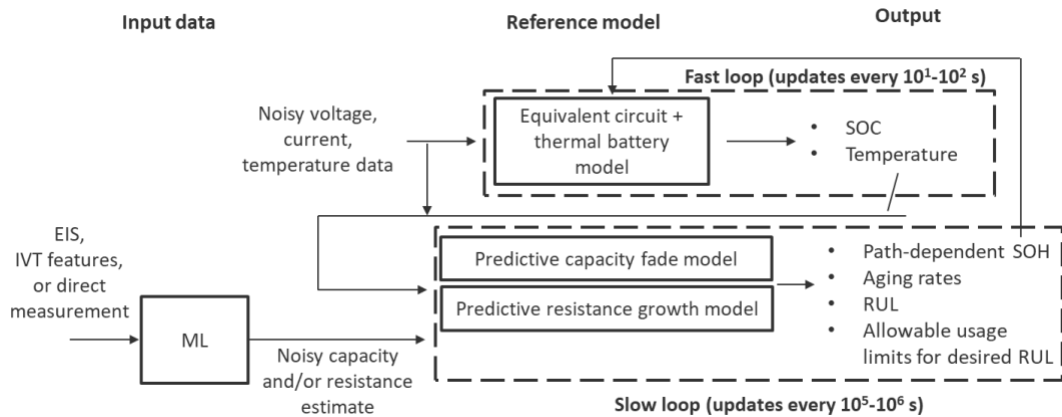 Input data
Reference model
Output
Fast loop (updates every 10¹-10² s)
Noisy voltage,
current,
temperature data
Equivalent circuit +
thermal battery
model
• SOC
• Temperature
EIS,
IVT features,
or direct
measurement
ML
Noisy capacity
and/or resistance
estimate
Predictive capacity fade model
Predictive resistance growth model
• Path-dependent SOH
• Aging rates
• RUL
• Allowable usage
limits for desired RUL
Slow loop (updates every 10⁵-10⁶ s)